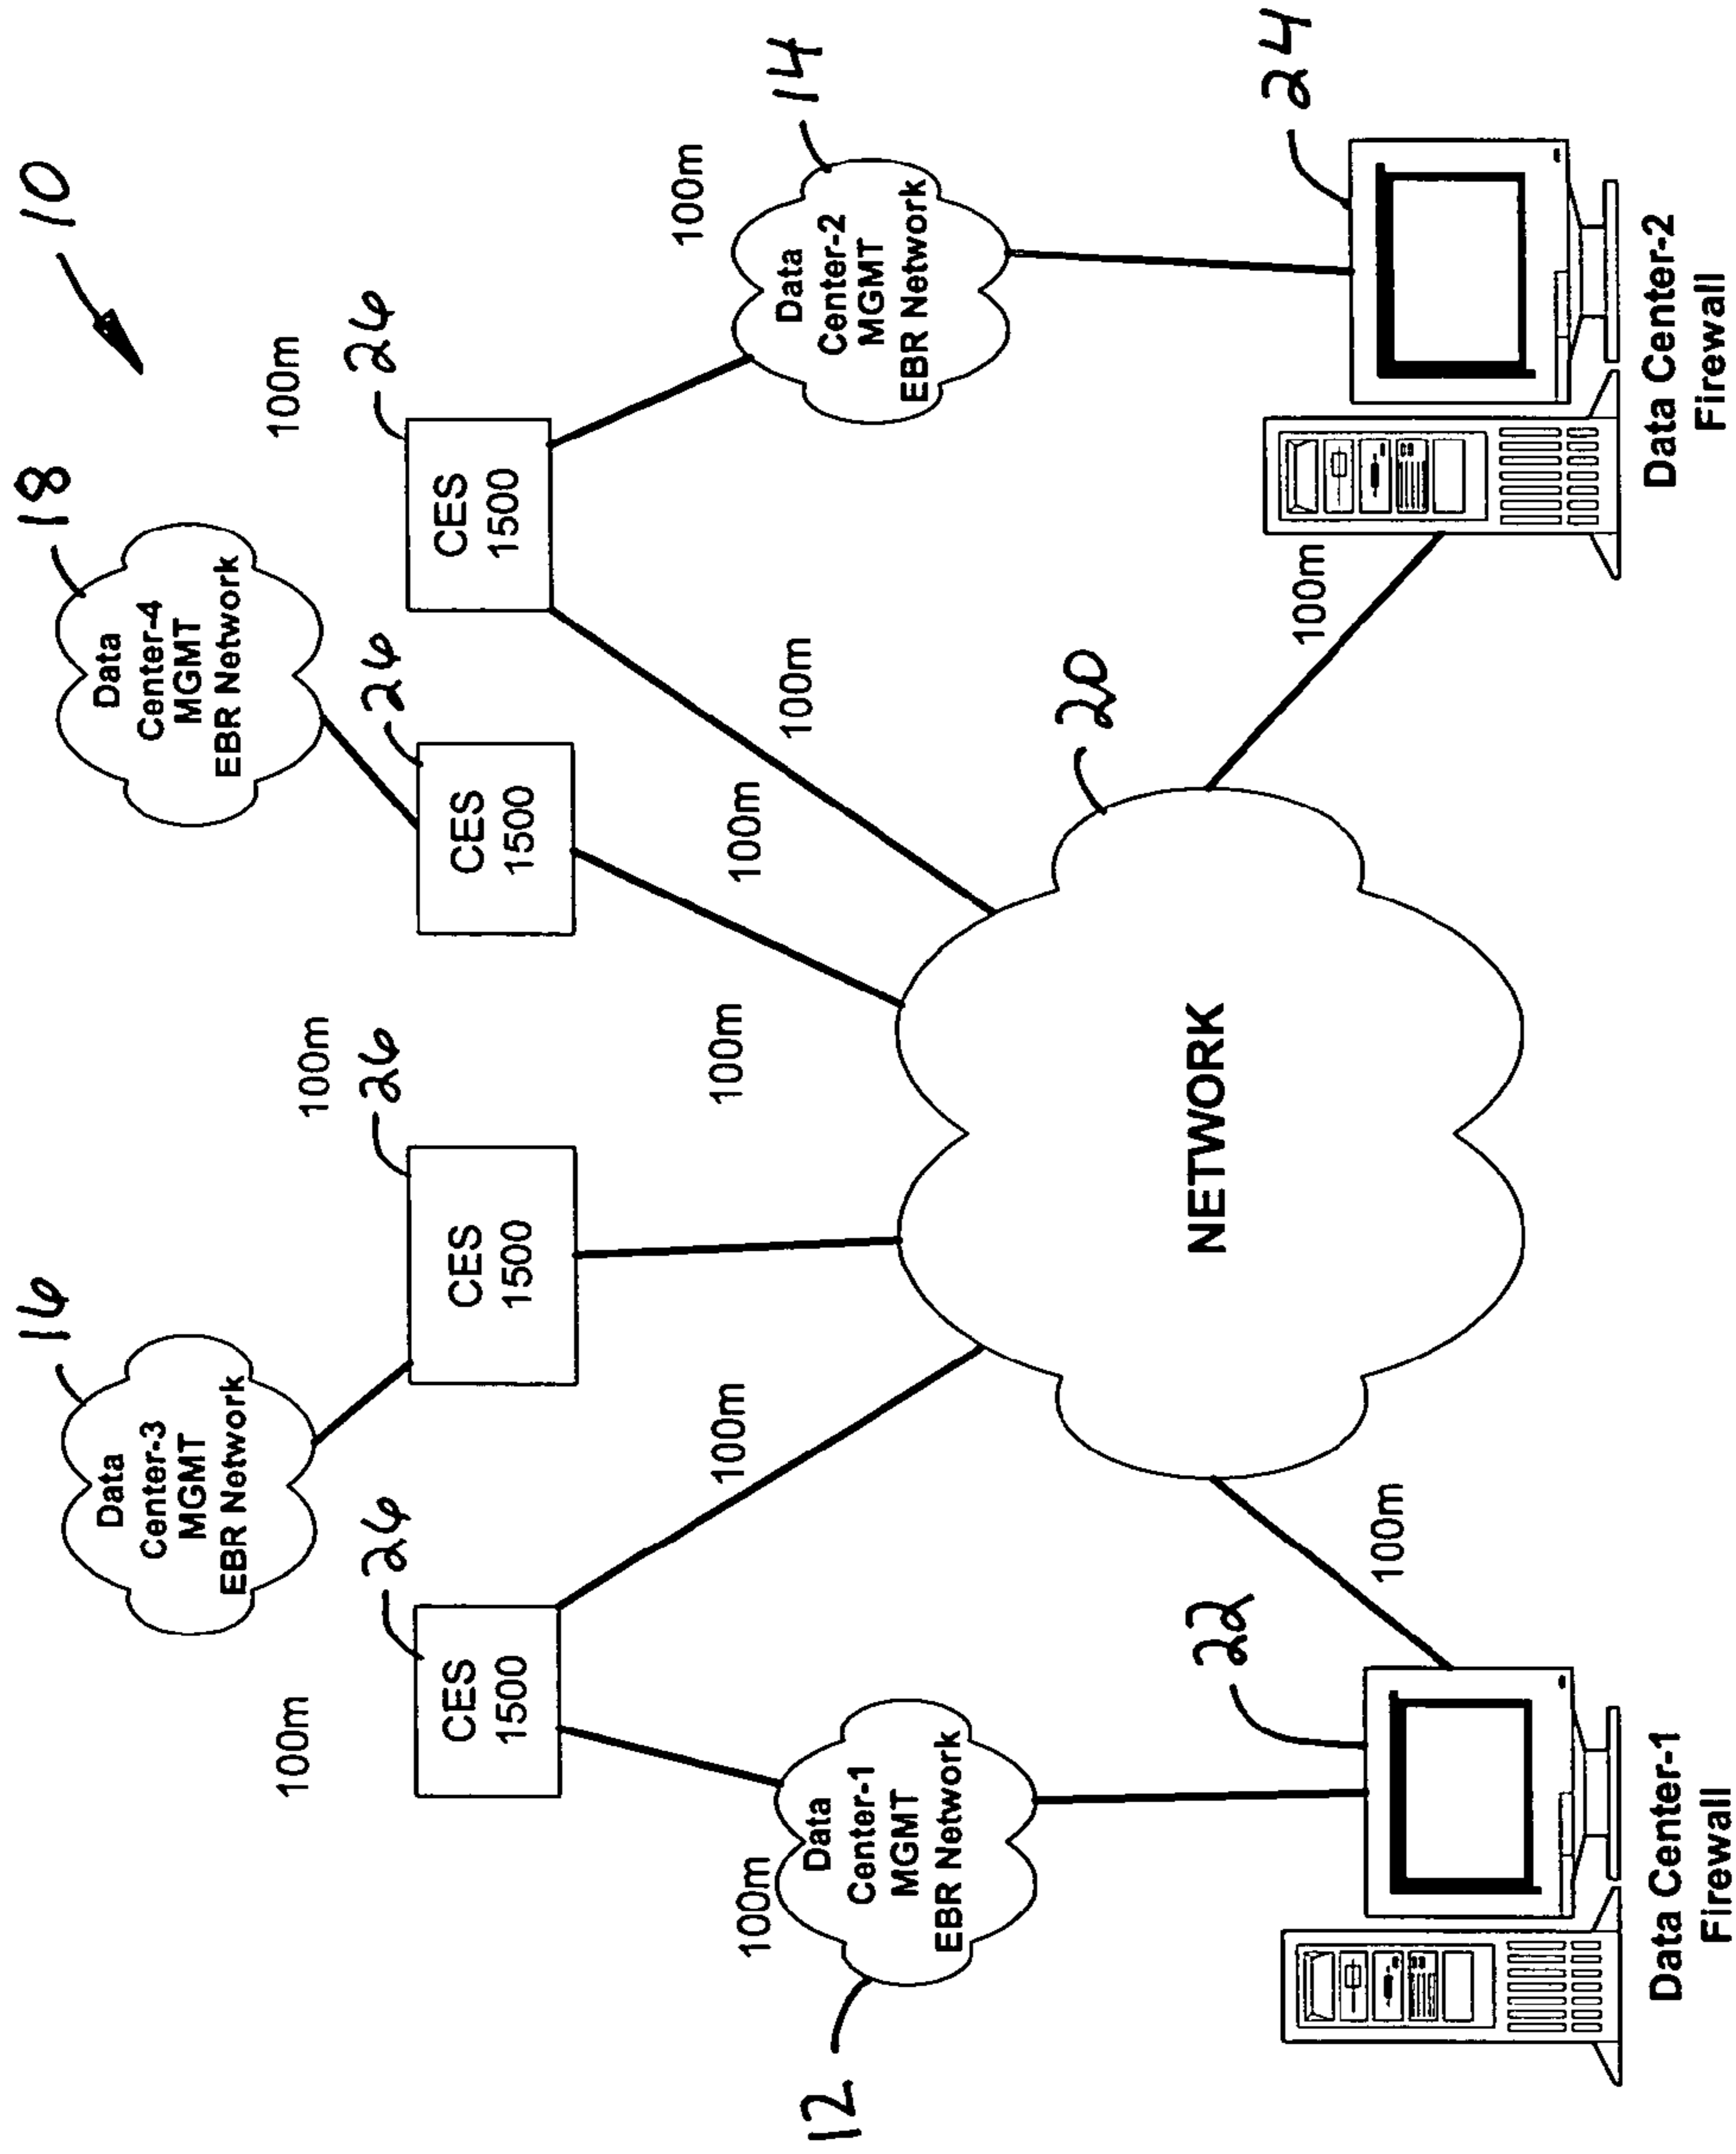 16
18
10
Data
Center-3
MGMT
EBR Network
Data
Center-4
MGMT
EBR Network
100m
100m
100m
26
26
26
26
CES
1500
CES
1500
CES
1500
CES
1500
100m
100m
100m
100m
100m
100m
14
12
Data
Center-1
MGMT
EBR Network
Data
Center-2
MGMT
EBR Network
20
NETWORK
22
24
100m
100m
Data Center-1
Firewall
Data Center-2
Firewall